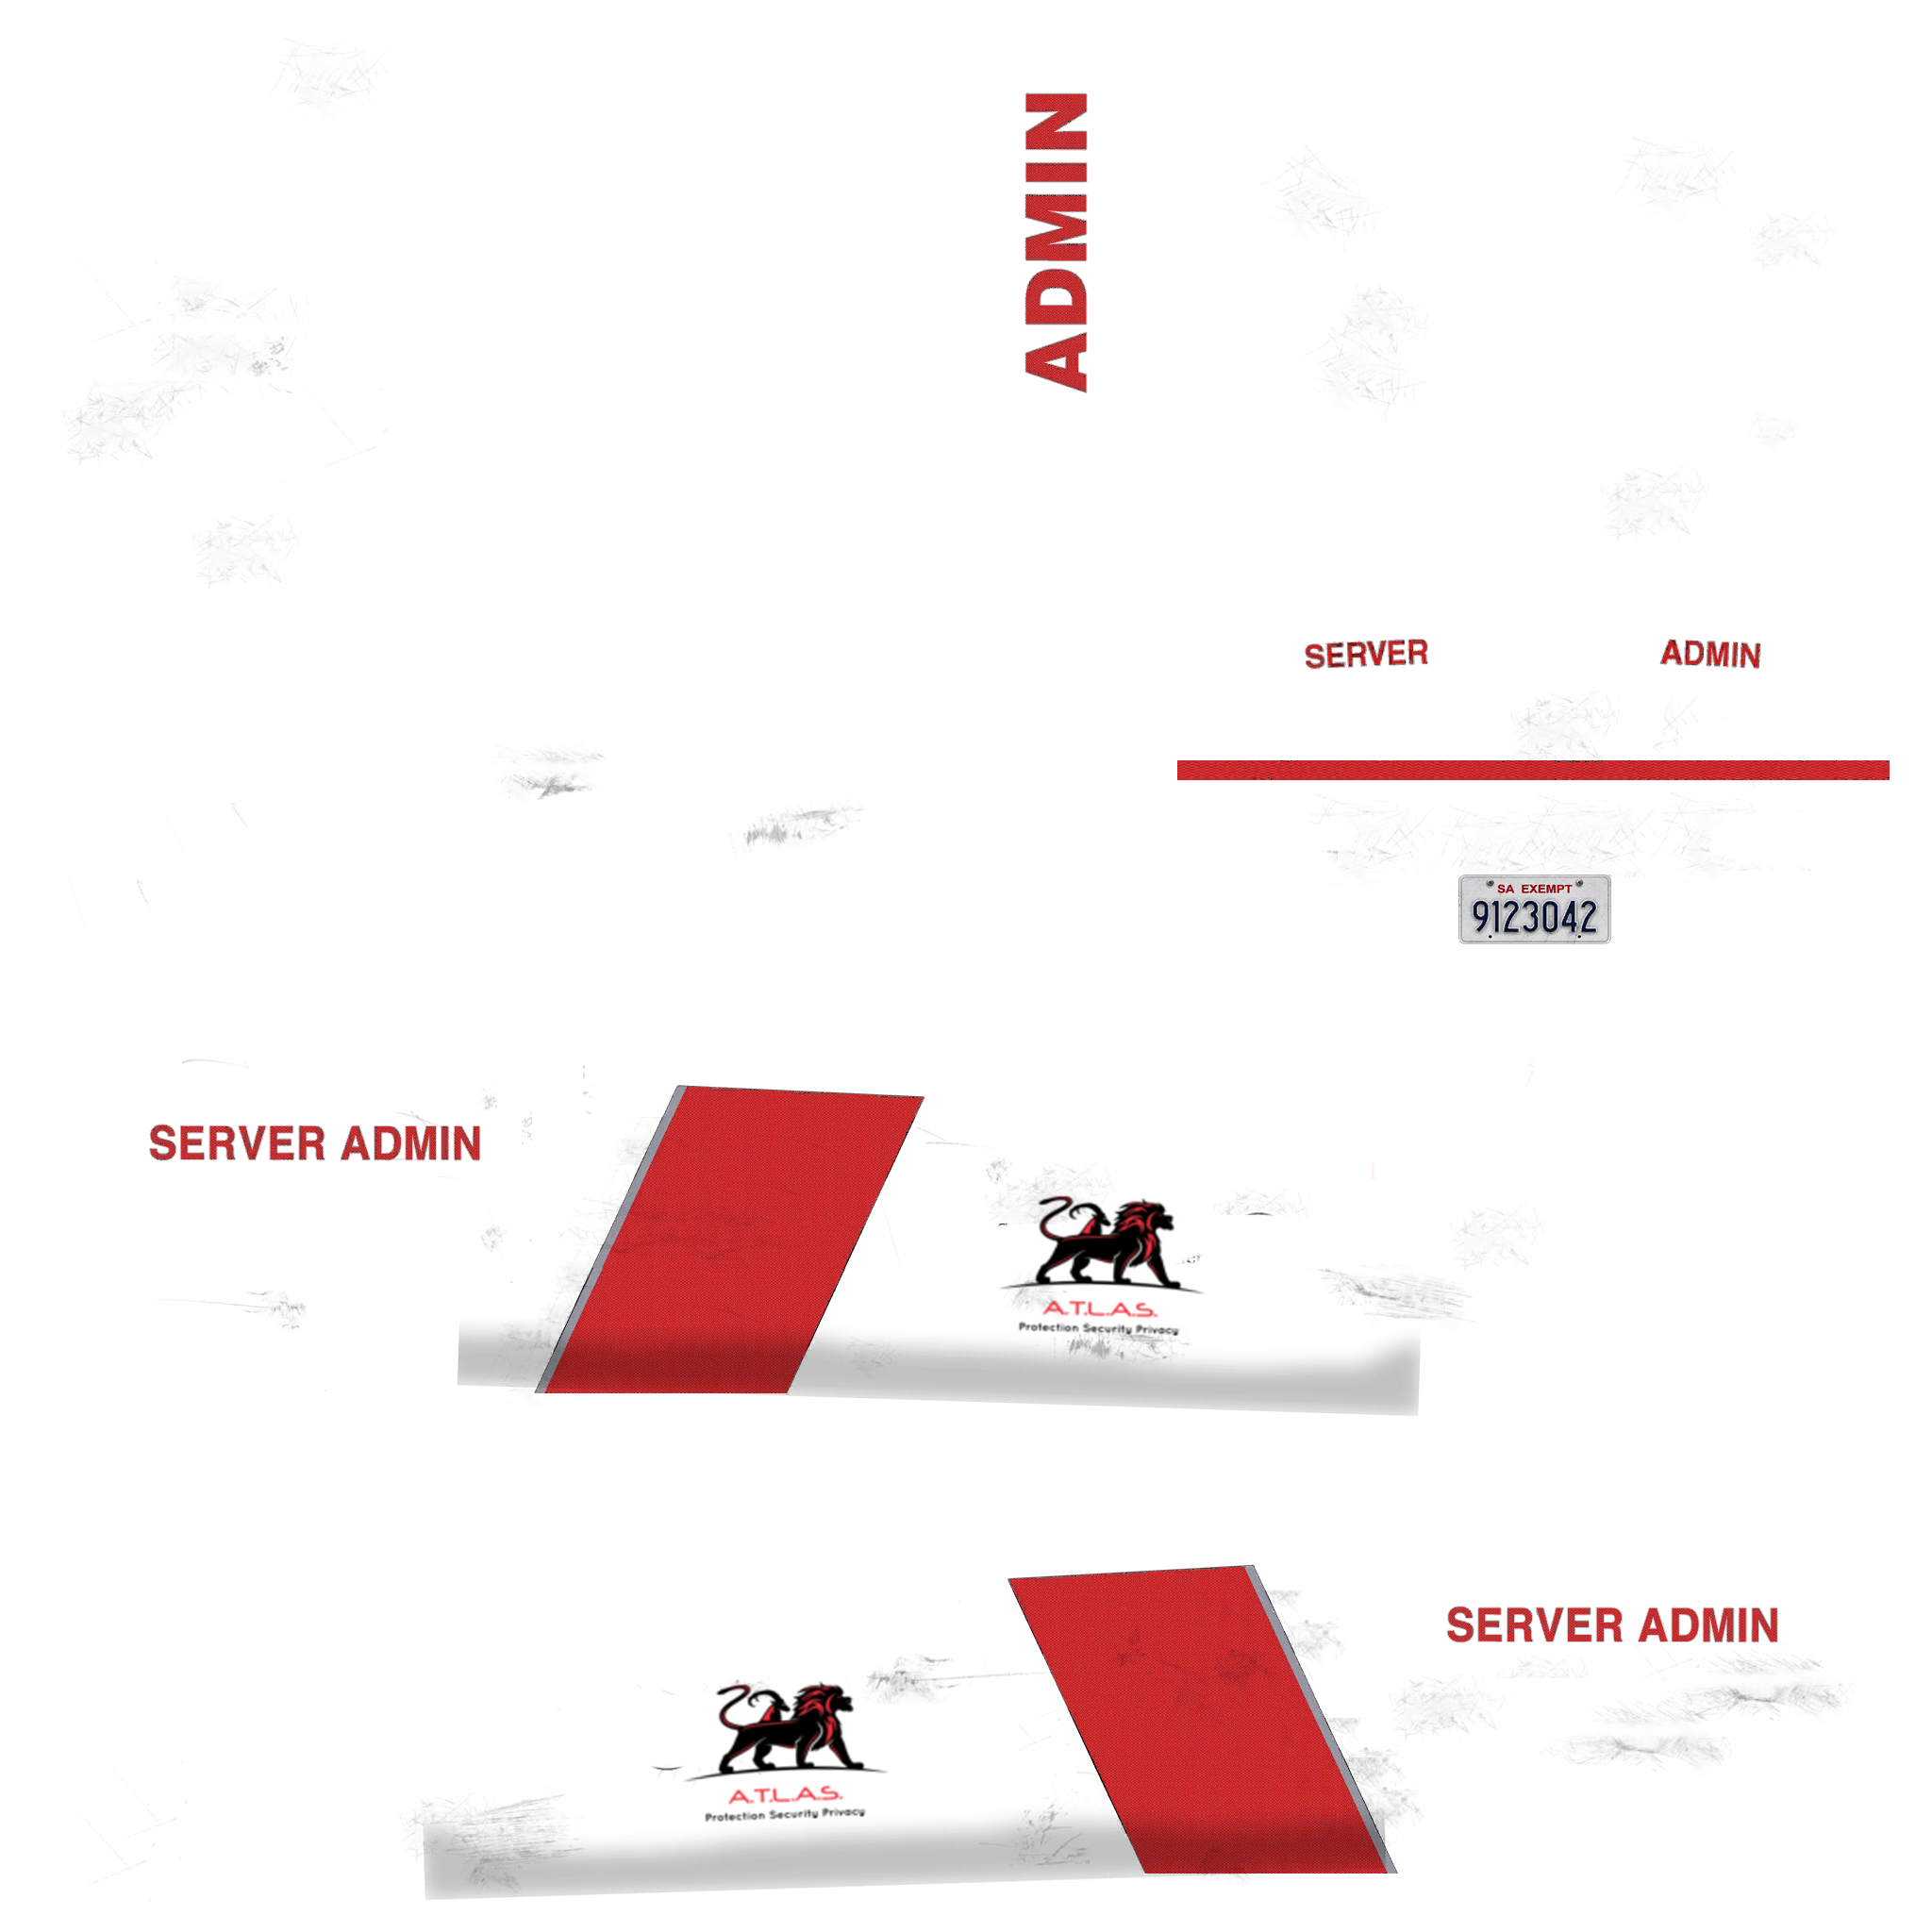 ADMIN
SERVER ADMIN
SA EXEMPT
9123042
SERVER ADMIN
A.T.L.A.S.
Protection Security Privacy
SERVER ADMIN
A.T.L.A.S.
Protection Security Privacy